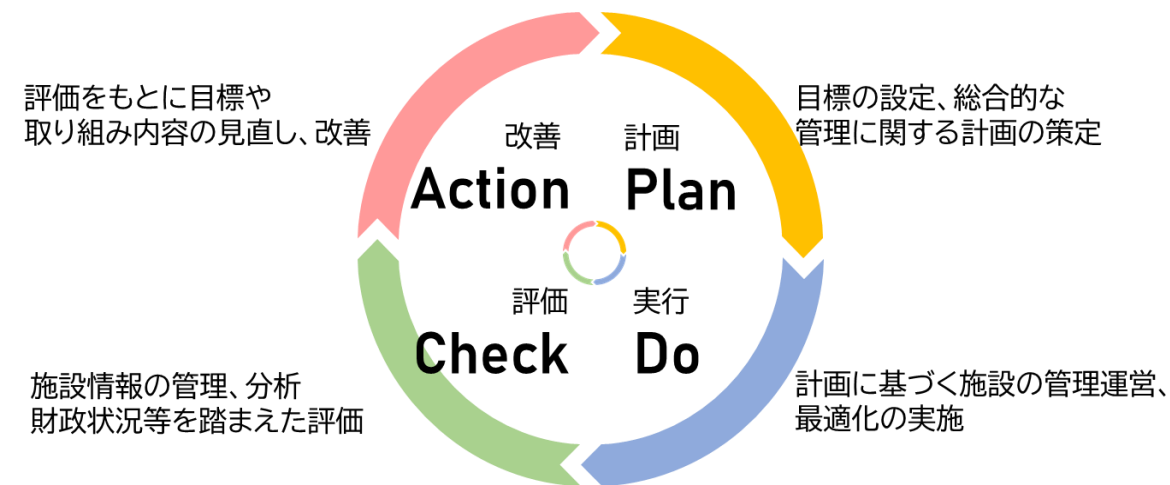 評価をもとに目標や
取り組み内容の見直し、改善
目標の設定、総合的な
管理に関する計画の策定
改善
Action
計画
Plan
評価
Check
実行
Do
施設情報の管理、分析
財政状況等を踏まえた評価
計画に基づく施設の管理運営、
最適化の実施